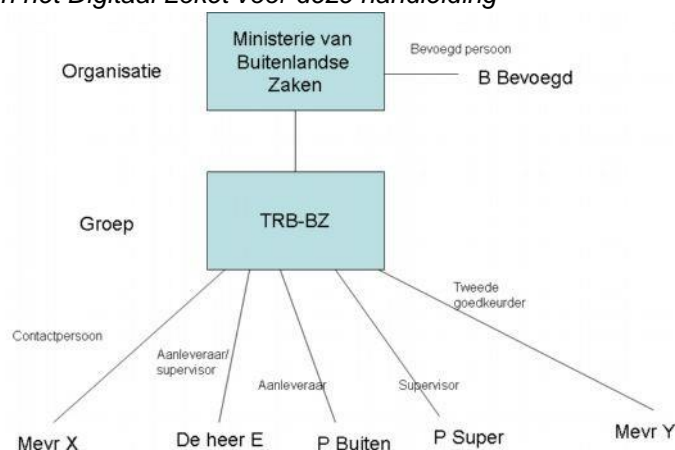 het Digitaal Loket voor deze handleiding
Ministerie van
Buitenlandse
Zaken
Organisatie
Bevoegd persoon
B Bevoegd
Groep
TRB-BZ
Tweede
goedkeurder
Contactpersoon
Aanleveraar/
supervisor
Aanleveraar
Supervisor
Mevr X
De heer E
P Buiten
P Super
Mevr Y